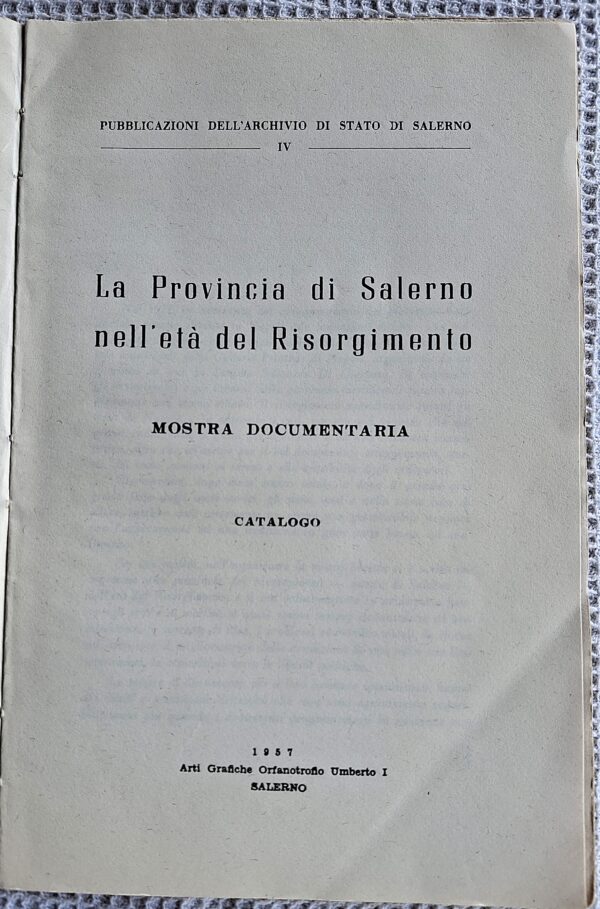 PUBBLICAZIONI DELL'ARCHIVIO DI STATO DI SALERNO
IV
La Provincia di Salerno
nell'età del Risorgimento
MOSTRA DOCUMENTARIA
CATALOGO
1957
Arti Grafiche Orfanotrofio Umberto I
SALERNO